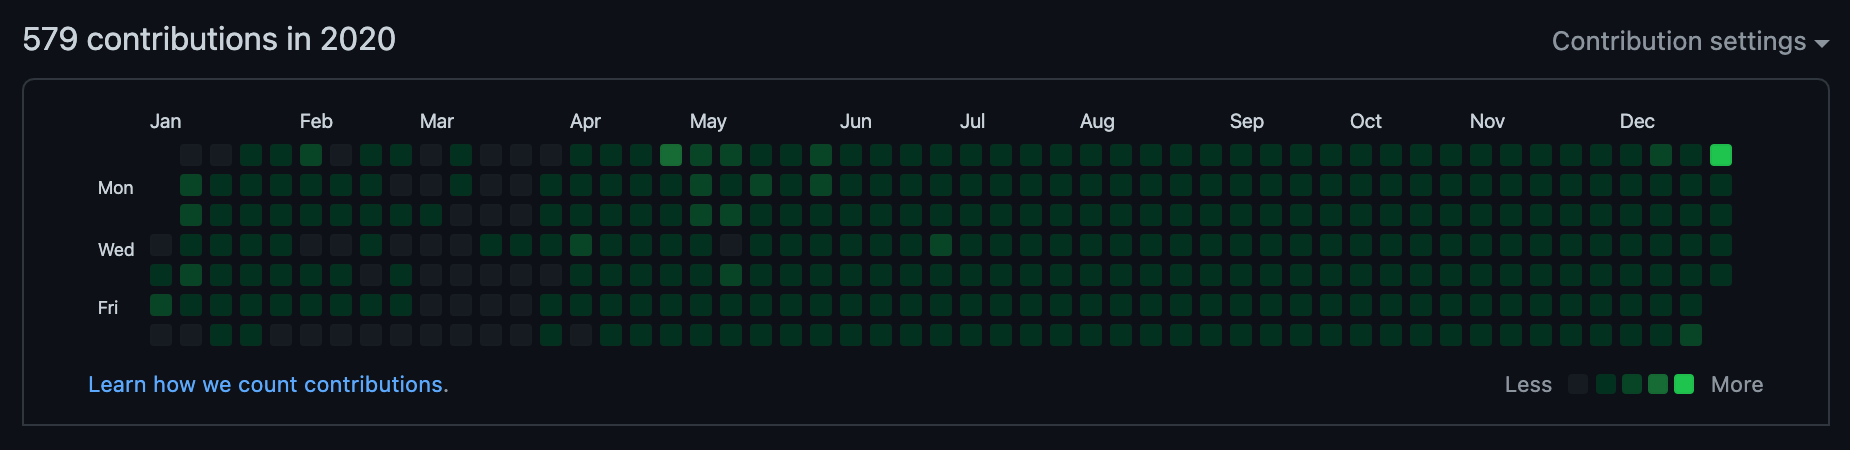 579 contributions in 2020
Contribution settings
Jan Feb Mar Apr May Jun Jul Aug Sep Oct Nov Dec
Mon
Wed
Fri
Learn how we count contributions.
Less More